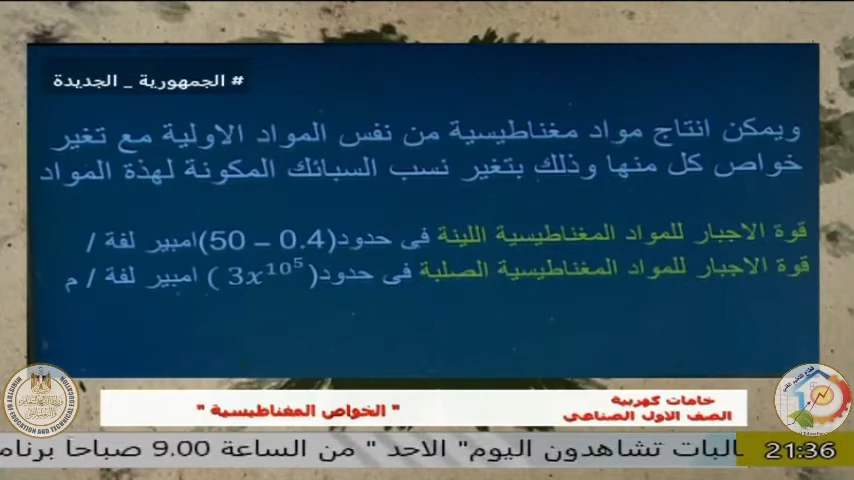 # الجمهورية _ الجديدة
ويمكن انتاج مواد مغناطيسية من نفس المواد الاولية مع تغير
خواص كل منها وذلك بتغير نسب السبائك المكونة لهذة المواد
قوة الاجبار للمواد المغناطيسية اللينة فى حدود(0.4 – 50)امبير لفة /
قوة الاجبار للمواد المغناطيسية الصلبة فى حدود(3x10⁵ ) امبير لفة / م
خامات كهربية
الصف الاول الصناعى
" الخواص المغناطيسية "
البات تشاهدون اليوم" الاحد " من الساعة 9.00 صباحا برنام
21:36